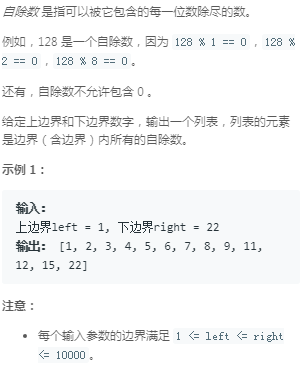 自除数 是指可以被它包含的每一位数除尽的数。
例如，128 是一个自除数，因为 128 % 1 == 0 ，128 %
2 == 0 ，128 % 8 == 0 。
还有，自除数不允许包含 0 。
给定上边界和下边界数字，输出一个列表，列表的元素
是边界（含边界）内所有的自除数。
示例 1：
输入：
上边界left = 1, 下边界right = 22
输出： [1, 2, 3, 4, 5, 6, 7, 8, 9, 11,
12, 15, 22]
注意：
• 每个输入参数的边界满足 1 <= left <= right
<= 10000 。